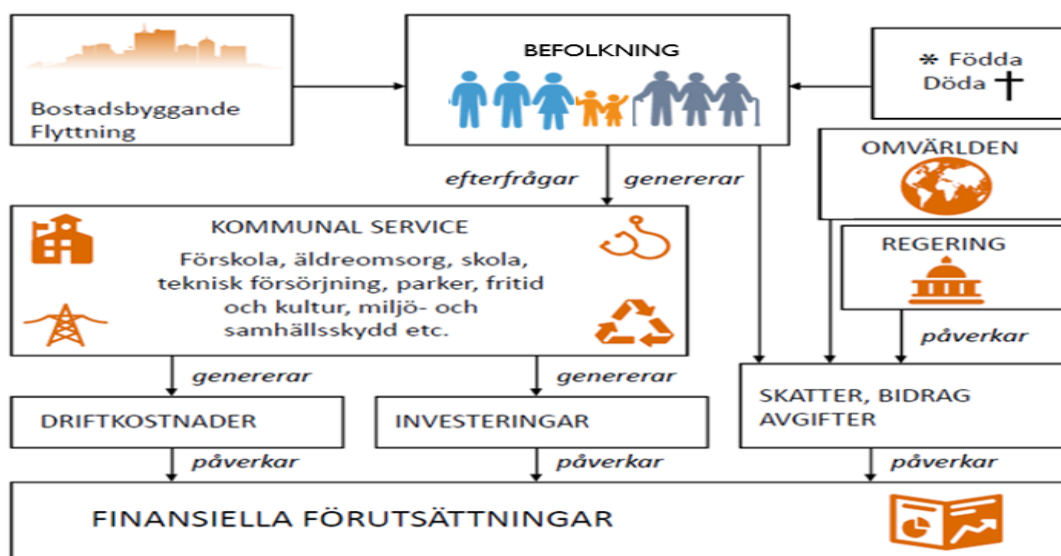 BEFOLKNING
* Födda
Döda †
Bostadsbyggande
Flyttning
OMVÄRLDEN
efterfrågar
genererar
KOMMUNAL SERVICE
Förskola, äldreomsorg, skola,
teknisk försörjning, parker, fritid
och kultur, miljö- och
samhällsskydd etc.
REGERING
påverkar
genererar
genererar
SKATTER, BIDRAG
AVGIFTER
DRIFTKOSTNADER
INVESTERINGAR
påverkar
påverkar
påverkar
FINANSIELLA FÖRUTSÄTTNINGAR